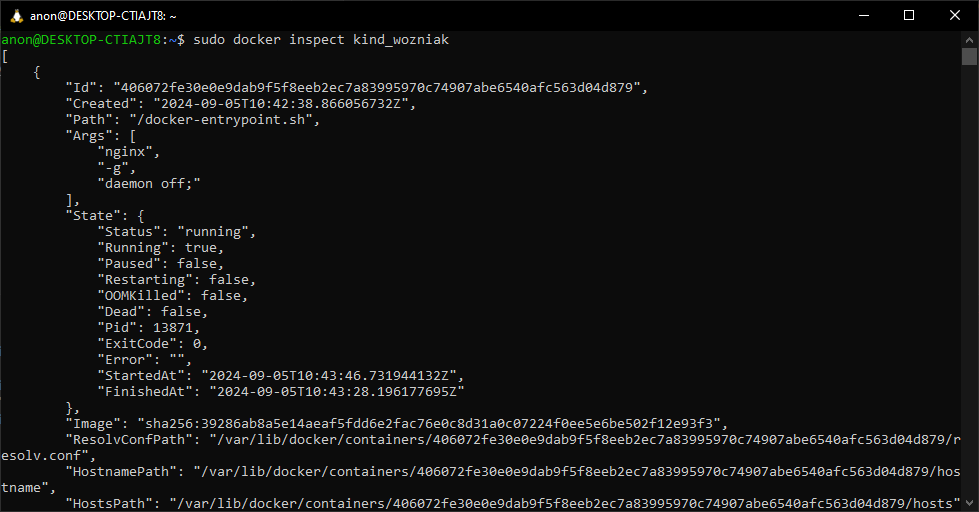 anon@DESKTOP-CTIAJT8: ~
anon@DESKTOP-CTIAJT8:~$ sudo docker inspect kind_wozniak
[
    {
        "Id": "406072fe30e0e9dab9f5f8eeb2ec7a83995970c74907abe6540afc563d04d879",
        "Created": "2024-09-05T10:42:38.866056732Z",
        "Path": "/docker-entrypoint.sh",
        "Args": [
            "nginx",
            "-g",
            "daemon off;"
        ],
        "State": {
            "Status": "running",
            "Running": true,
            "Paused": false,
            "Restarting": false,
            "OOMKilled": false,
            "Dead": false,
            "Pid": 13871,
            "ExitCode": 0,
            "Error": "",
            "StartedAt": "2024-09-05T10:43:46.731944132Z",
            "FinishedAt": "2024-09-05T10:43:28.196177695Z"
        },
        "Image": "sha256:39286ab8a5e14aeaf5fdd6e2fac76e0c8d31a0c07224f0ee5e6be502f12e93f3",
        "ResolvConfPath": "/var/lib/docker/containers/406072fe30e0e9dab9f5f8eeb2ec7a83995970c74907abe6540afc563d04d879/r
esolv.conf",
        "HostnamePath": "/var/lib/docker/containers/406072fe30e0e9dab9f5f8eeb2ec7a83995970c74907abe6540afc563d04d879/hos
tname",
        "HostsPath": "/var/lib/docker/containers/406072fe30e0e9dab9f5f8eeb2ec7a83995970c74907abe6540afc563d04d879/hosts"